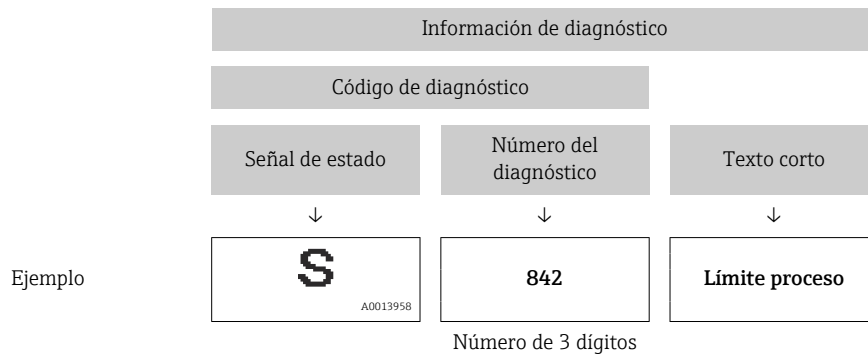 Información de diagnóstico
Código de diagnóstico
Señal de estado
Número del
diagnóstico
Texto corto
↓ ↓ ↓
Ejemplo
S
A0013958
842
Límite proceso
Número de 3 dígitos